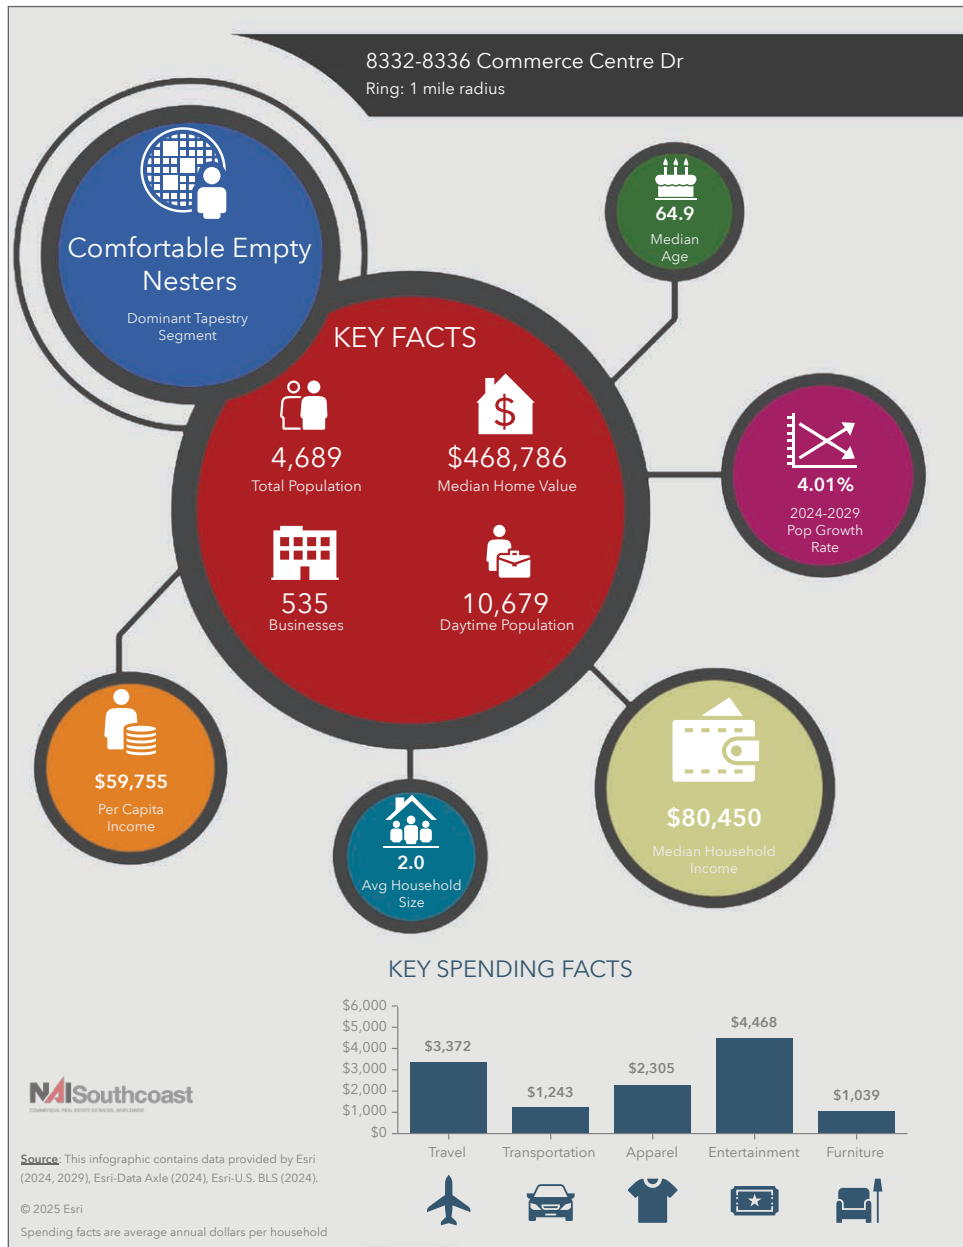 8332-8336 Commerce Centre Dr
Ring: 1 mile radius
Comfortable Empty
Nesters
Dominant Tapestry
Segment
64.9
Median
Age
KEY FACTS
4,689
Total Population
$
$468,786
Median Home Value
535
Businesses
10,679
Daytime Population
4.01%
2024-2029
Pop Growth
Rate
$59,755
Per Capita
Income
2.0
Avg Household
Size
$80,450
Median Household
Income
KEY SPENDING FACTS
$6,000
$5,000
$4,000
$3,000
$2,000
$1,000
$0
$3,372
$1,243
$2,305
$4,468
$1,039
Travel
Transportation
Apparel
Entertainment
Furniture
NAISouthcoast
COMMERCIAL REAL ESTATE SERVICES, WORLDWIDE
Source: This infographic contains data provided by Esri
(2024, 2029), Esri-Data Axle (2024), Esri-U.S. BLS (2024).
© 2025 Esri
Spending facts are average annual dollars per household